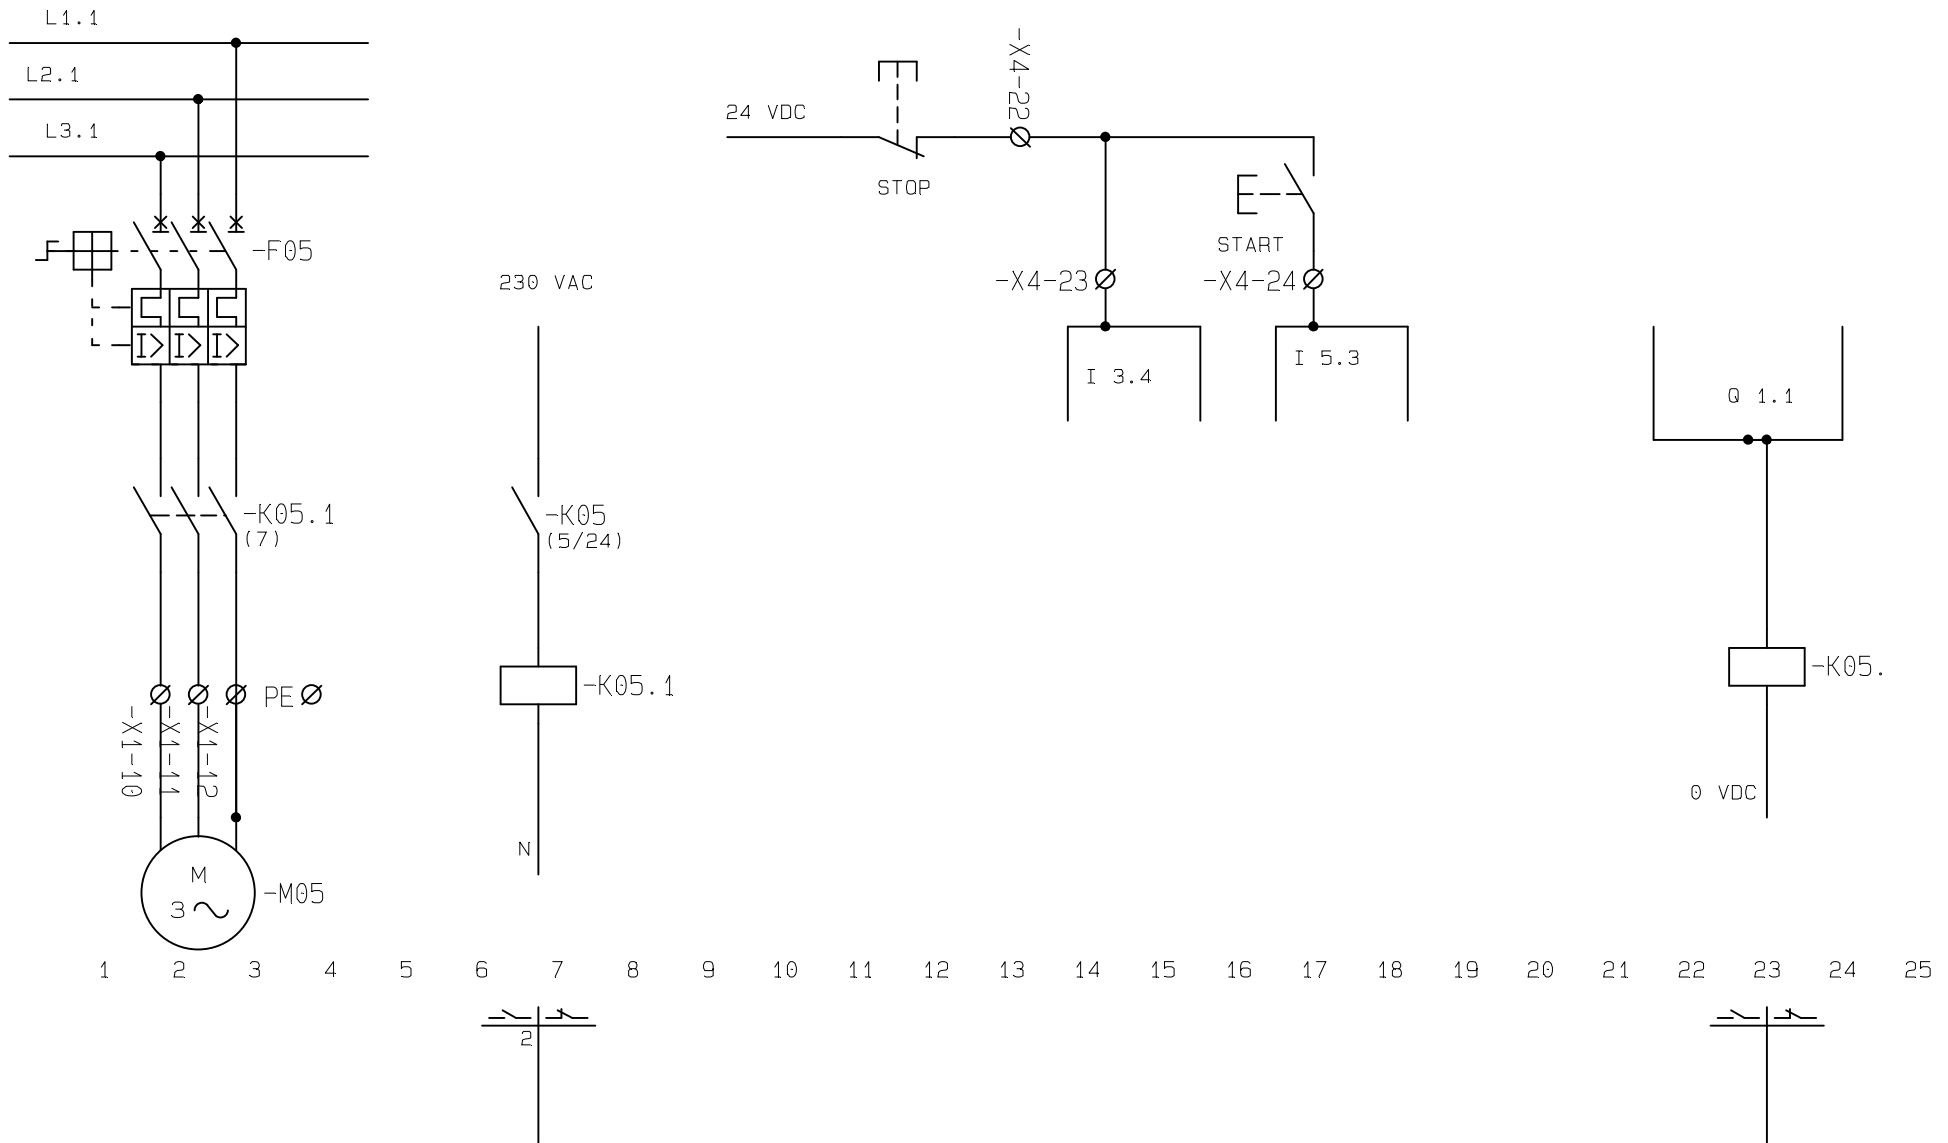 L1.1
L2.1
L3.1
-F05
-K05.1
(7)
-X1-10
-X1-11
-X1-12
PE
M
3
-M05
230 VAC
-K05
(5/24)
-K05.1
N
24 VDC
STOP
-X4-22
START
-X4-23
-X4-24
I 3.4
I 5.3
Q 1.1
-K05.
0 VDC
1 2 3 4 5 6 7 8 9 10 11 12 13 14 15 16 17 18 19 20 21 22 23 24 25
2